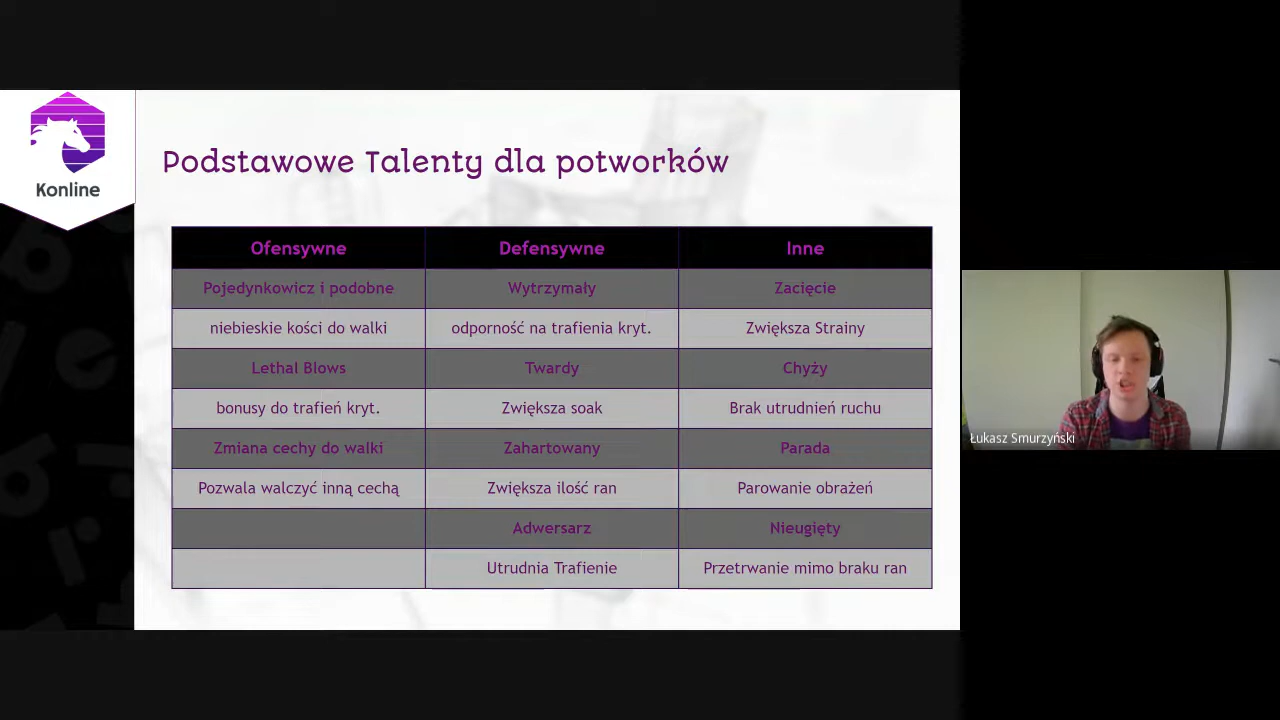 Konline
Podstawowe Talenty dla potworków
Ofensywne Defensywne Inne
Pojedynkowicz i podobne Wytrzymały Zacięcie
niebieskie kości do walki odporność na trafienia kryt. Zwiększa Strainy
Lethal Blows Twardy Chyży
bonusy do trafień kryt. Zwiększa soak Brak utrudnień ruchu
Zmiana cechy do walki Zahartowany Parada
Pozwala walczyć inną cechą Zwiększa ilość ran Parowanie obrażeń
Adwersarz Nieugięty
Utrudnia Trafienie Przetrwanie mimo braku ran
Łukasz Smurzyński